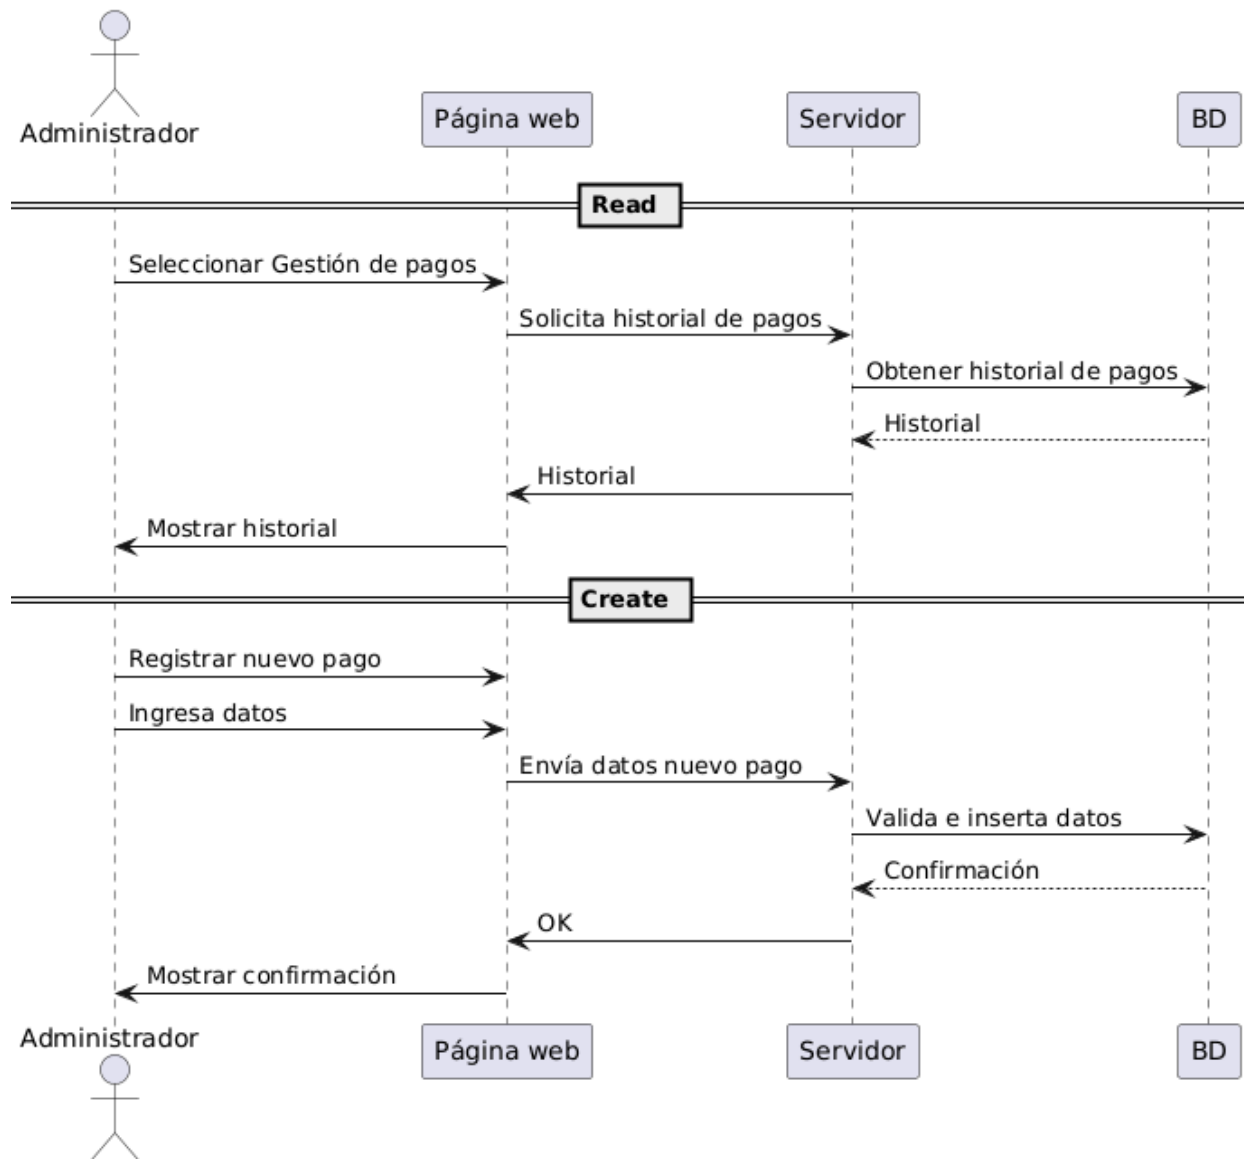 Administrador
Página web
Servidor
BD
Read
Seleccionar Gestión de pagos
Solicita historial de pagos
Obtener historial de pagos
Historial
Historial
Mostrar historial
Create
Registrar nuevo pago
Ingresa datos
Envía datos nuevo pago
Valida e inserta datos
Confirmación
OK
Mostrar confirmación
Administrador
Página web
Servidor
BD